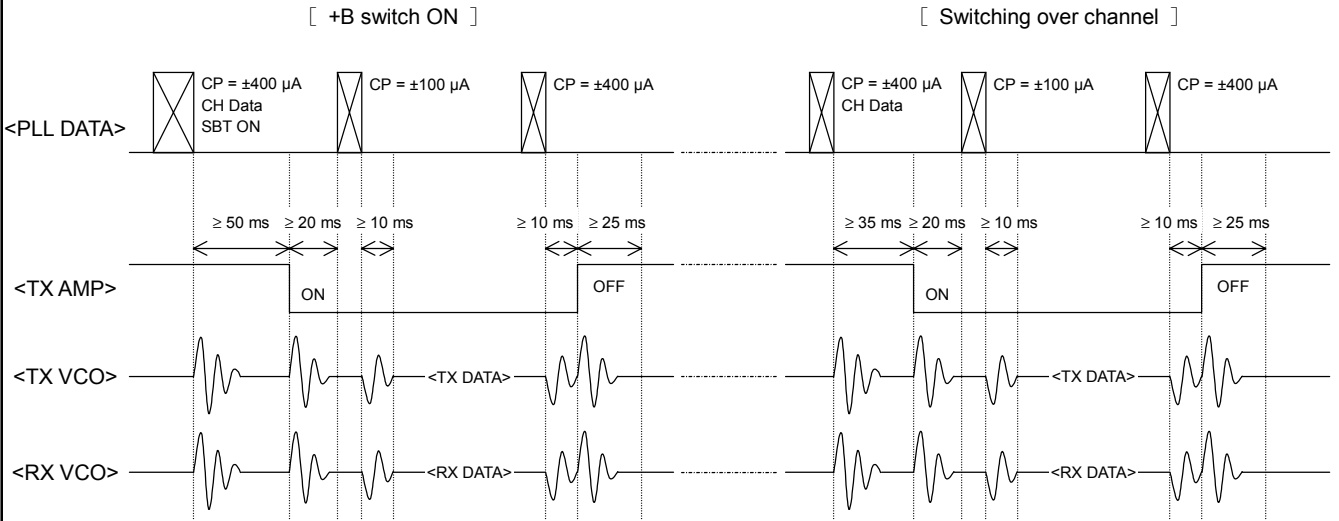 [ +B switch ON ] [ Switching over channel ]
CP = ±400 µA CP = ±100 µA CP = ±400 µA CP = ±400 µA CP = ±100 µA CP = ±400 µA
CH Data CH Data
<PLL DATA> SBT ON
≥ 50 ms ≥ 20 ms ≥ 10 ms ≥ 10 ms ≥ 25 ms ≥ 35 ms ≥ 20 ms ≥ 10 ms ≥ 10 ms ≥ 25 ms
<TX AMP> ON OFF ON OFF
<TX VCO> <TX DATA> <TX DATA>
<RX VCO> <RX DATA> <RX DATA>